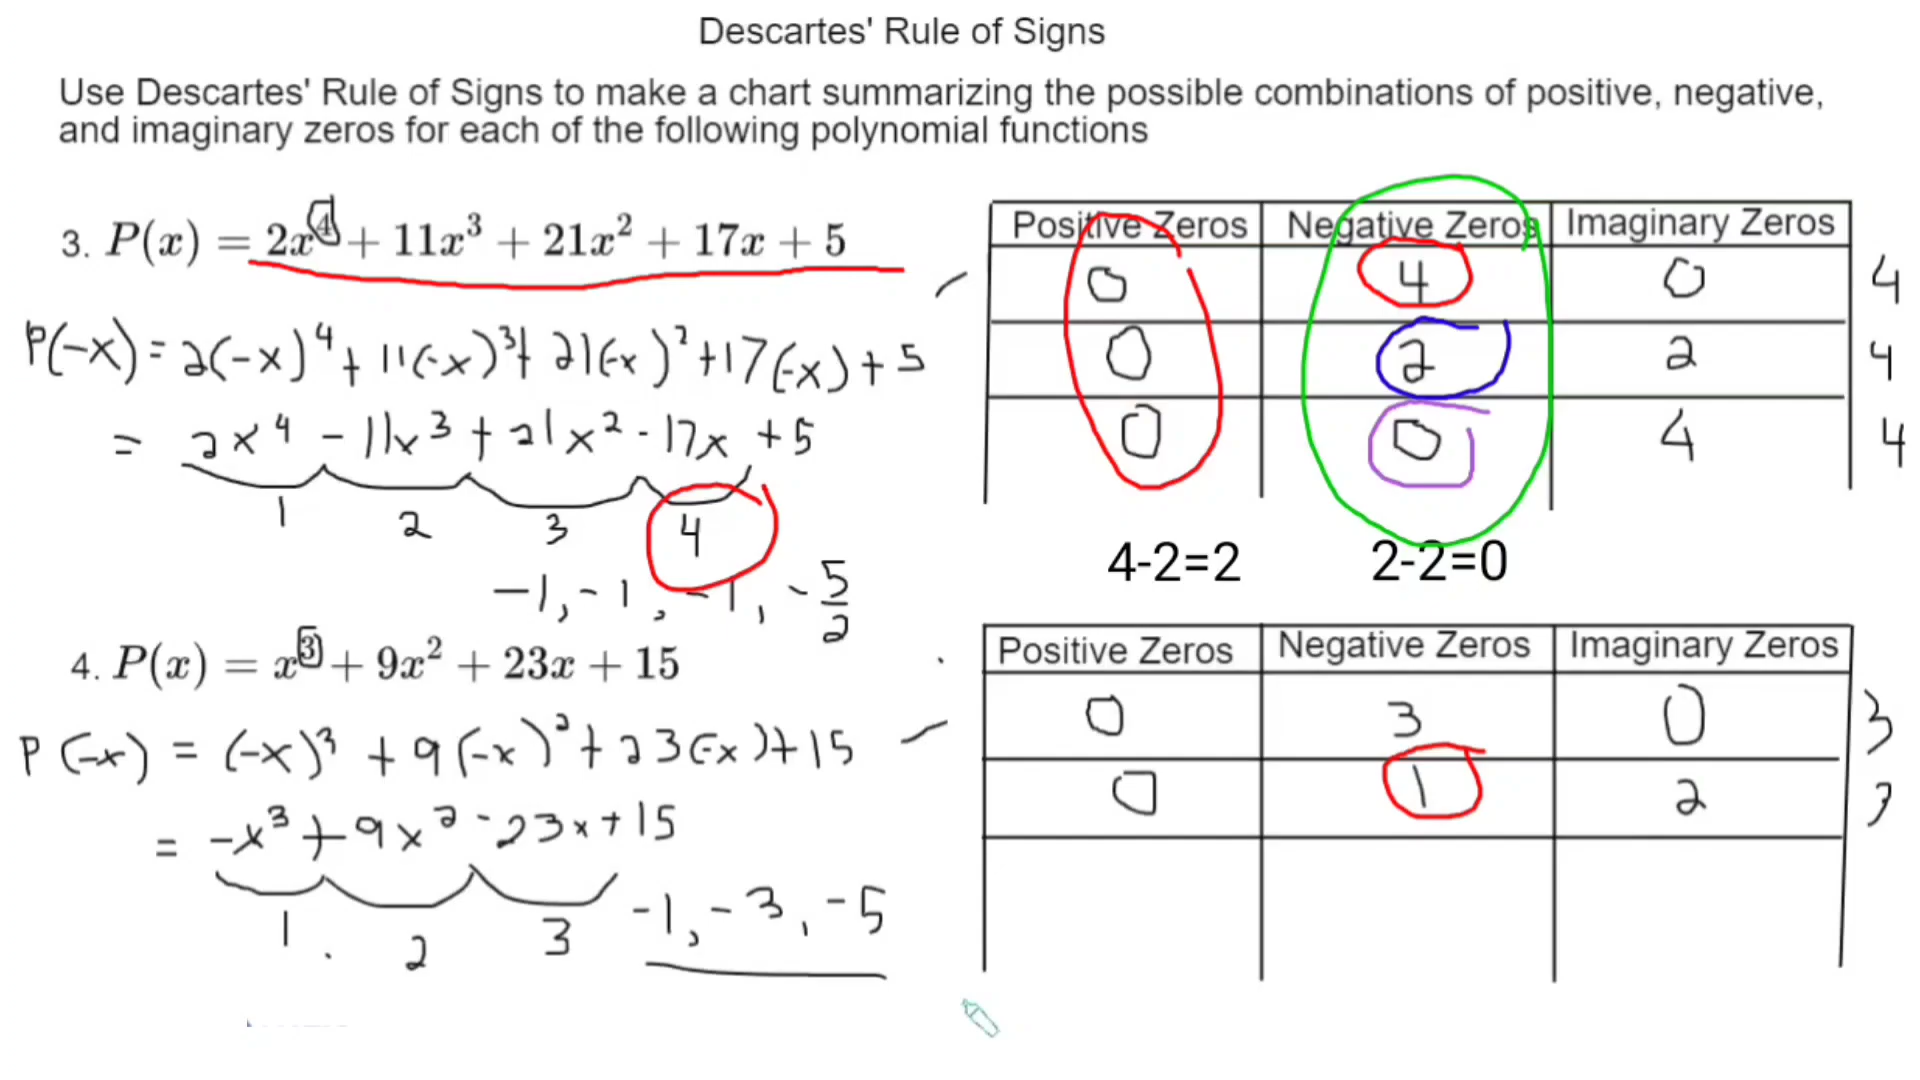 Descartes' Rule of Signs
Use Descartes' Rule of Signs to make a chart summarizing the possible combinations of positive, negative,
and imaginary zeros for each of the following polynomial functions
3. P(x) = 2x⁴ + 11x³ + 21x² + 17x + 5
P(-x) = 2(-x)⁴ + 11(-x)³ + 21(-x)² + 17(-x) + 5
= 2x⁴ - 11x³ + 21x² - 17x + 5
1 2 3 4
-1, -1, -1, -5/2
Positive Zeros Negative Zeros Imaginary Zeros
0 4 0 4
0 2 2 4
0 0 4 4
4-2=2 2-2=0
4. P(x) = x³ + 9x² + 23x + 15
P(-x) = (-x)³ + 9(-x)² + 23(-x) + 15
= -x³ + 9x² - 23x + 15
1 2 3
-1, -3, -5
Positive Zeros Negative Zeros Imaginary Zeros
0 3 0 3
0 1 2 3